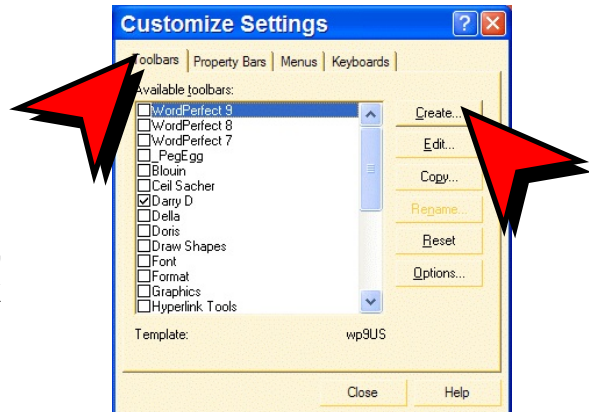 Customize Settings
Toolbars Property Bars Menus Keyboards
Available toolbars:
WordPerfect 9
WordPerfect 8
WordPerfect 7
_PegEgg
Blouin
Ceil Sacher
Darry D
Della
Doris
Draw Shapes
Font
Format
Graphics
Hyperlink Tools
Create...
Edit...
Copy...
Rename...
Reset
Options...
Template: wp9US
Close Help